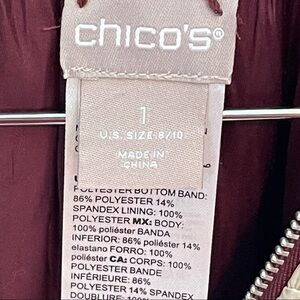 chico's®
1
U.S. SIZE 8/10
MADE IN
CHINA
POLYESTER BOTTOM BAND:
86% POLYESTER 14%
SPANDEX LINING: 100%
POLYESTER MX: BODY:
100% poliéster BANDA
INFERIOR: 86% poliéster 14%
elastano FORRO: 100%
poliéster CA: CORPS: 100%
POLYESTER BANDE
INFÉRIEURE: 86%
POLYESTER 14% SPANDEX
DOUBLURE: 100%